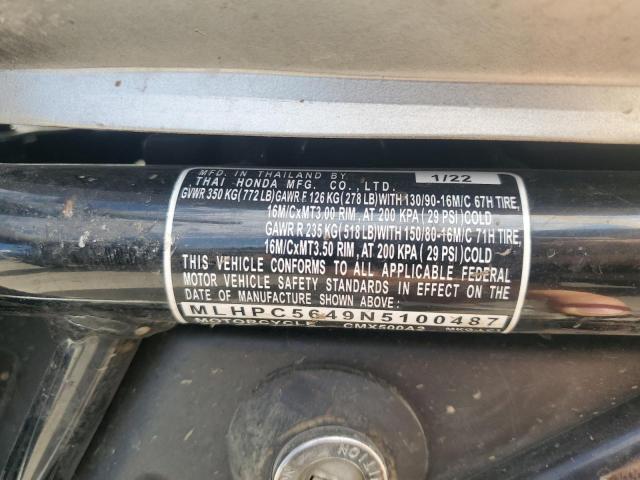 MFD. IN THAILAND BY 1/22
THAI HONDA MFG. CO.,LTD.
GVWR 350 KG( 772 LB)GAWR F 126 KG( 278 LB)WITH 130/90-16M/C 67H TIRE,
16M/CxMT3.00 RIM, AT 200 KPA ( 29 PSI )COLD
GAWR R 235 KG( 518 LB)WITH 150/80-16M/C 71H TIRE,
16M/CxMT3.50 RIM, AT 200 KPA ( 29 PSI )COLD
THIS VEHICLE CONFORMS TO ALL APPLICABLE FEDERAL
MOTOR VEHICLE SAFETY STANDARDS IN EFFECT ON THE
DATE OF MANUFACTURE SHOWN ABOVE:
MLHPC5649N5100487
MOTORCYCLE CMX500A2